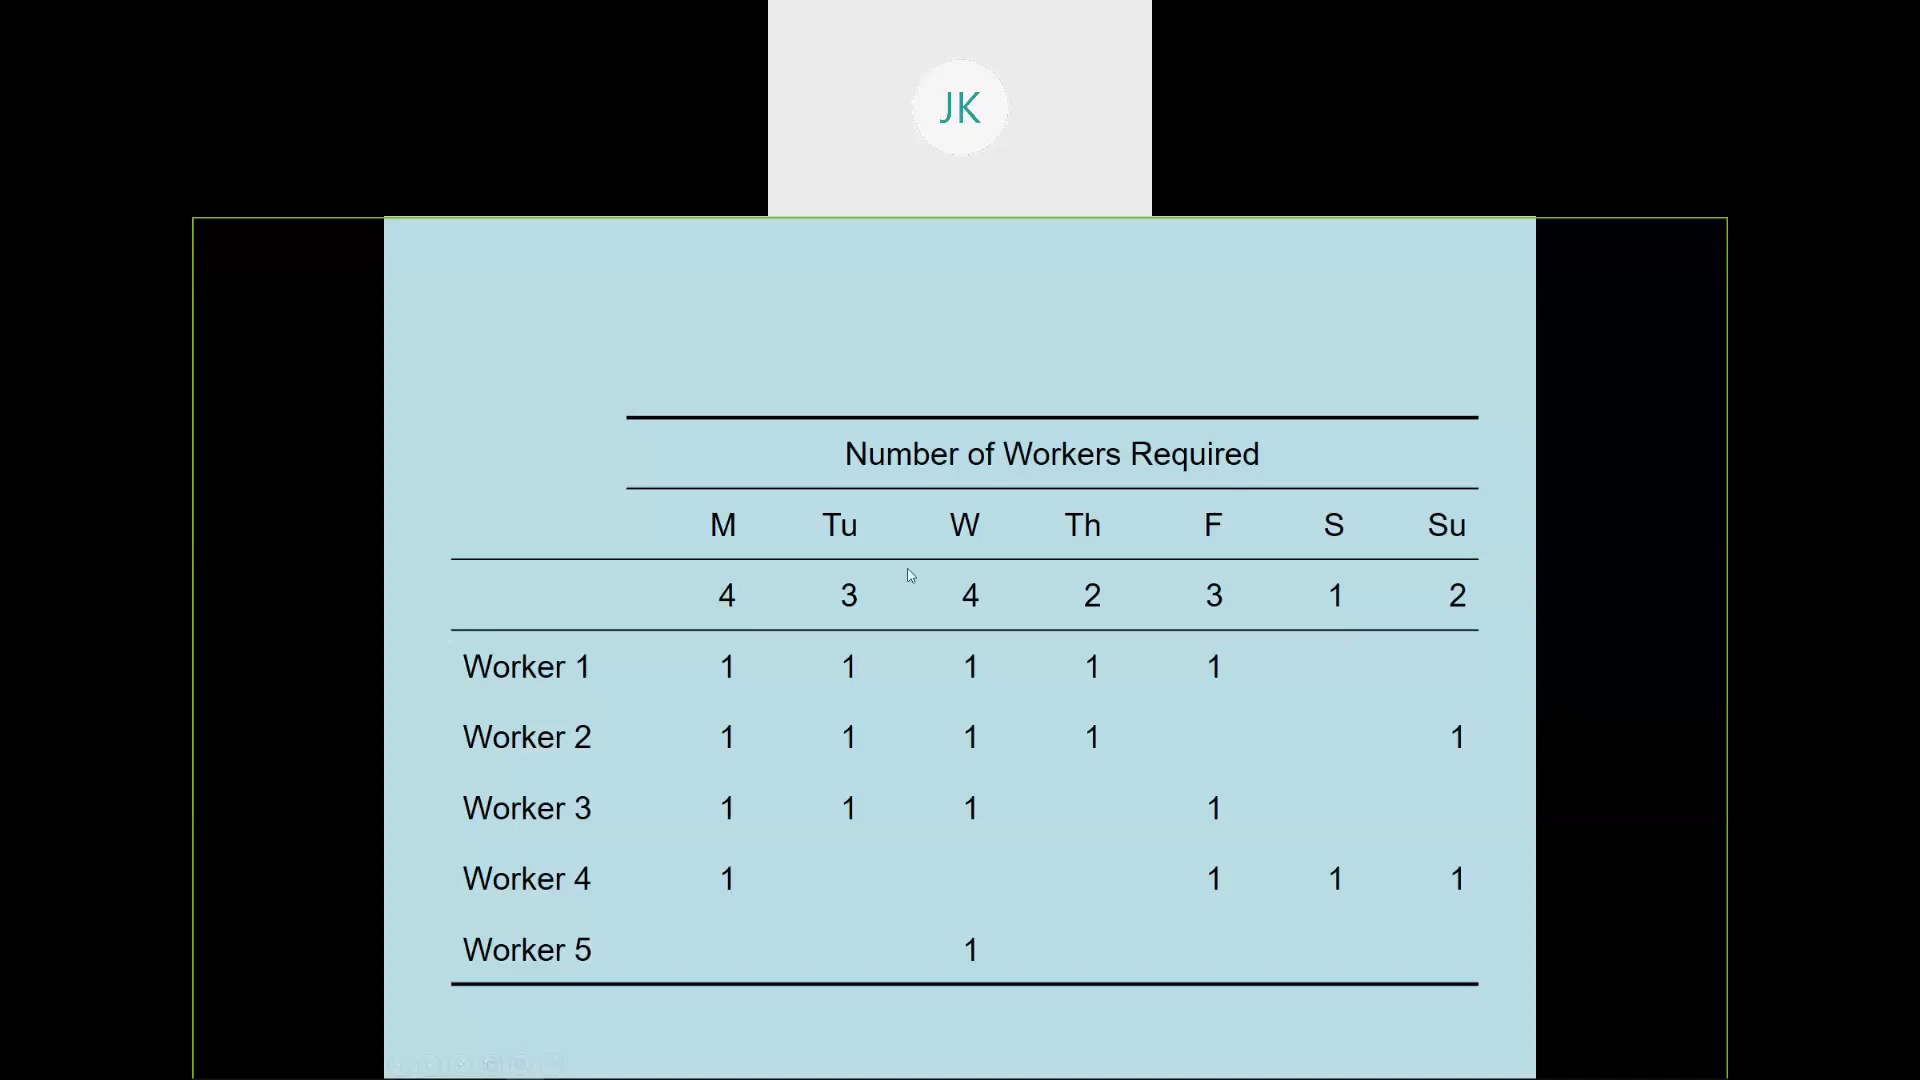 JK
Number of Workers Required
M Tu W Th F S Su
4 3 4 2 3 1 2
Worker 1 1 1 1 1 1
Worker 2 1 1 1 1 1
Worker 3 1 1 1 1
Worker 4 1 1 1 1
Worker 5 1